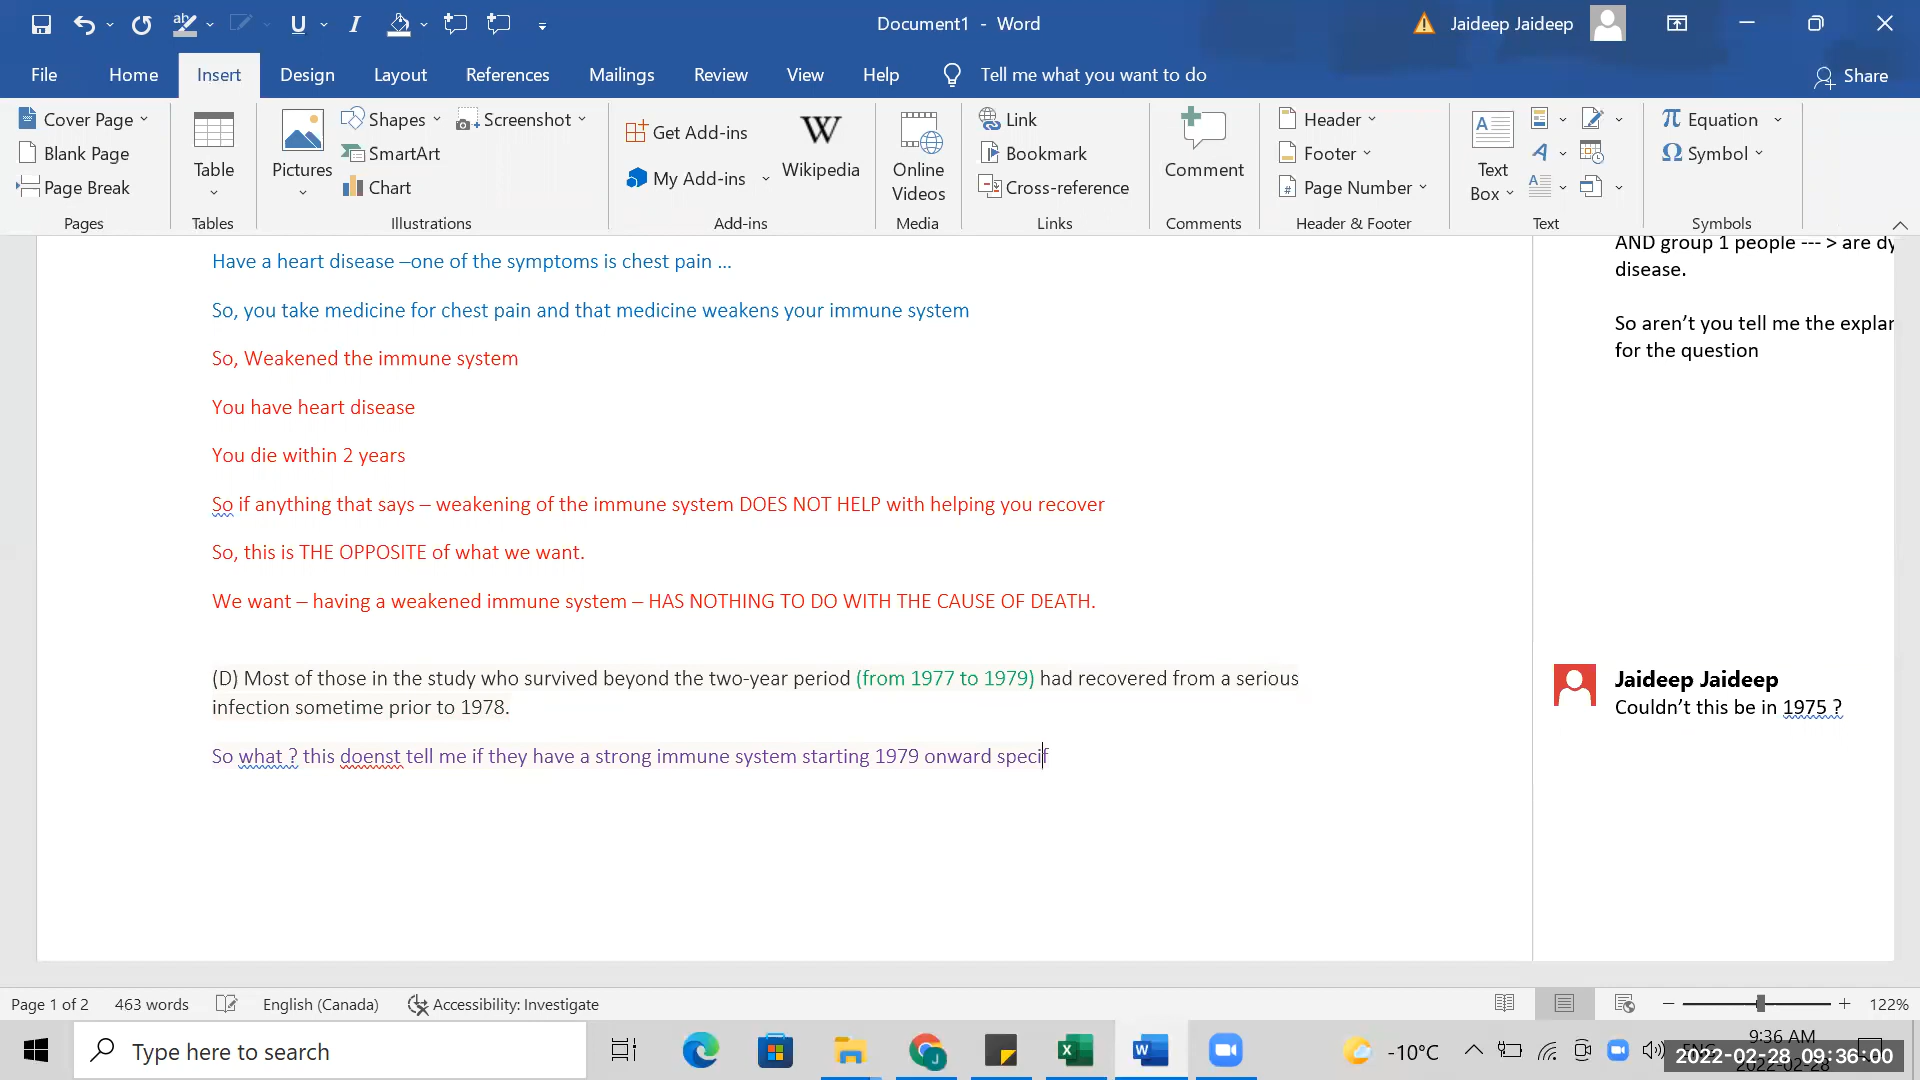 Document1 - Word
Jaideep Jaideep
File Home Insert Design Layout References Mailings Review View Help Tell me what you want to do Share
Cover Page
Blank Page
Page Break
Pages
Table
Tables
Pictures
Shapes
SmartArt
Chart
Screenshot
Illustrations
Get Add-ins
My Add-ins
Wikipedia
Add-ins
Online
Videos
Media
Link
Bookmark
Cross-reference
Links
Comment
Comments
Header
Footer
Page Number
Header & Footer
Text
Box
Text
Equation
Symbol
Symbols
Have a heart disease –one of the symptoms is chest pain ...
So, you take medicine for chest pain and that medicine weakens your immune system
So, Weakened the immune system
You have heart disease
You die within 2 years
So if anything that says – weakening of the immune system DOES NOT HELP with helping you recover
So, this is THE OPPOSITE of what we want.
We want – having a weakened immune system – HAS NOTHING TO DO WITH THE CAUSE OF DEATH.
(D) Most of those in the study who survived beyond the two-year period (from 1977 to 1979) had recovered from a serious
infection sometime prior to 1978.
So what ? this doenst tell me if they have a strong immune system starting 1979 onward specif
AND group 1 people --- > are dy
disease.
So aren't you tell me the explar
for the question
Jaideep Jaideep
Couldn't this be in 1975 ?
Page 1 of 2 463 words English (Canada) Accessibility: Investigate 122%
Type here to search
-10°C
9:36 AM
2022-02-28 09:36:00